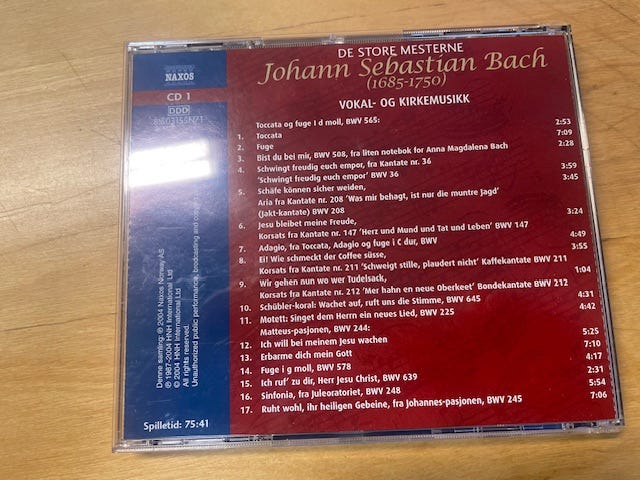 DE STORE MESTERNE
Johann Sebastian Bach
(1685-1750)
VOKAL- OG KIRKEMUSIKK
NAXOS
CD 1
DDD
Toccata og fuge I d moll, BWV 565:
1. Toccata 2:53
2. Fuge 7:09
3. Bist du bei mir, BWV 508, fra liten notebok for Anna Magdalena Bach 2:28
4. Schwingt freudig euch empor, fra Kantate nr. 36
'Schwingt freudig euch empor' BWV 36 3:59
5. Schäfe können sicher weiden, 3:45
Aria fra Kantate nr. 208 'Was mir behagt, ist nur die muntre Jagd'
(Jakt-kantate) BWV 208
6. Jesu bleibet meine Freude,
Korsats fra Kantate nr. 147 'Herz und Mund und Tat und Leben' BWV 147 3:24
7. Adagio, fra Toccata, Adagio og fuge i C dur, BWV 4:49
8. Ei! Wie schmeckt der Coffee süsse, 3:55
Korsats fra Kantate nr. 211 'Schweigt stille, plaudert nicht' Kaffekantate BWV 211
9. Wir gehen nun wo wer Tudelsack, 1:04
Korsats fra Kantate nr. 212 'Mer hahn en neue Oberkeet' Bondekantate BWV 212
10. Schübler-koral: Wachet auf, ruft uns die Stimme, BWV 645 4:31
11. Motett: Singet dem Herrn ein neues Lied, BWV 225 4:42
Matteus-pasjonen, BWV 244:
12. Ich will bei meinem Jesu wachen 5:25
13. Erbarme dich mein Gott 7:10
14. Fuge i g moll, BWV 578 4:17
15. Ich ruf' zu dir, Herr Jesu Christ, BWV 639 2:31
16. Sinfonia, fra Juleoratoriet, BWV 248 5:54
17. Ruht wohl, ihr heiligen Gebeine, fra Johannes-pasjonen, BWV 245 7:06
Denne samling: ℗ 2004 Naxos Norway AS
℗ 1987-2004 HNH International Ltd
© 2004 HNH International Ltd
All rights reserved.
Unauthorized public performance, bredcasting and
Spilletid: 75:41